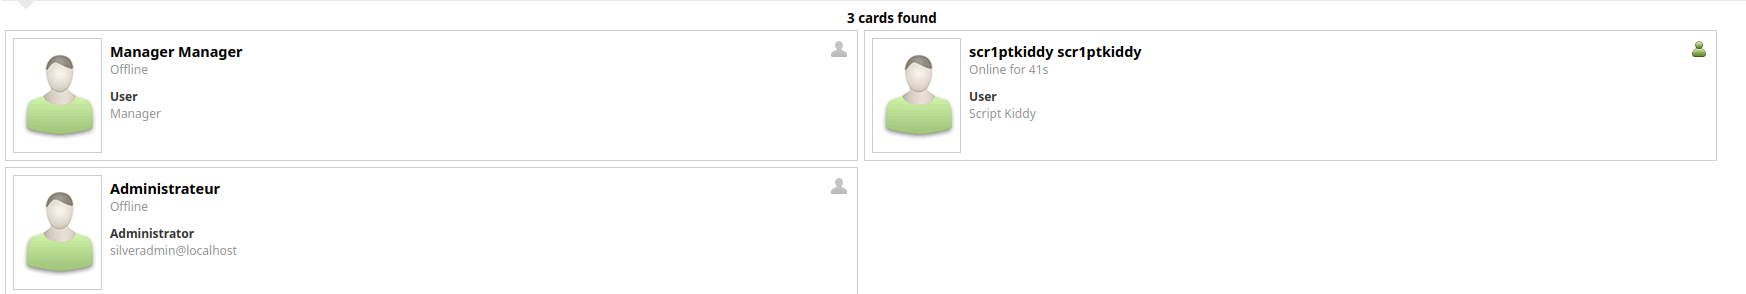 3 cards found
Manager Manager
Offline
User
Manager
scr1ptkiddy scr1ptkiddy
Online for 41s
User
Script Kiddy
Administrateur
Offline
Administrator
silveradmin@localhost